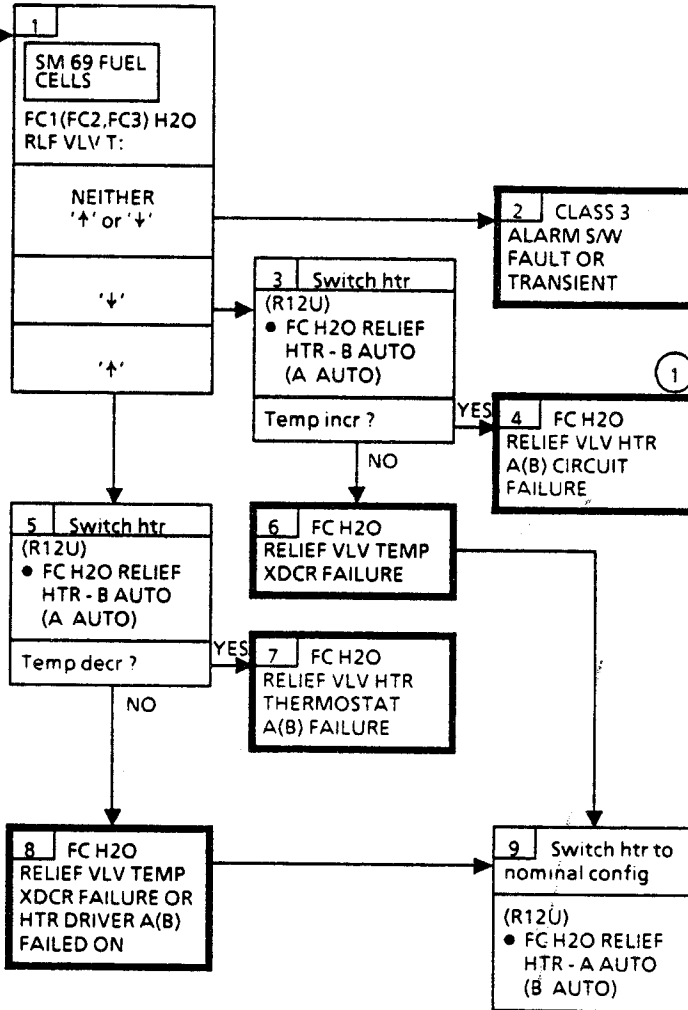 1
SM 69 FUEL
CELLS
FC1(FC2,FC3) H2O
RLF VLV T:
NEITHER
'↑' or '↓'
'↓'
'↑'
2 CLASS 3
ALARM S/W
FAULT OR
TRANSIENT
3 Switch htr
(R12U)
● FC H2O RELIEF
HTR - B AUTO
(A AUTO)
Temp incr ?
YES
NO
1
4 FC H2O
RELIEF VLV HTR
A(B) CIRCUIT
FAILURE
5 Switch htr
(R12U)
● FC H2O RELIEF
HTR - B AUTO
(A AUTO)
Temp decr ?
YES
NO
6 FC H2O
RELIEF VLV TEMP
XDCR FAILURE
7 FC H2O
RELIEF VLV HTR
THERMOSTAT
A(B) FAILURE
8 FC H2O
RELIEF VLV TEMP
XDCR FAILURE OR
HTR DRIVER A(B)
FAILED ON
9 Switch htr to
nominal config
(R12U)
● FC H2O RELIEF
HTR - A AUTO
(B AUTO)